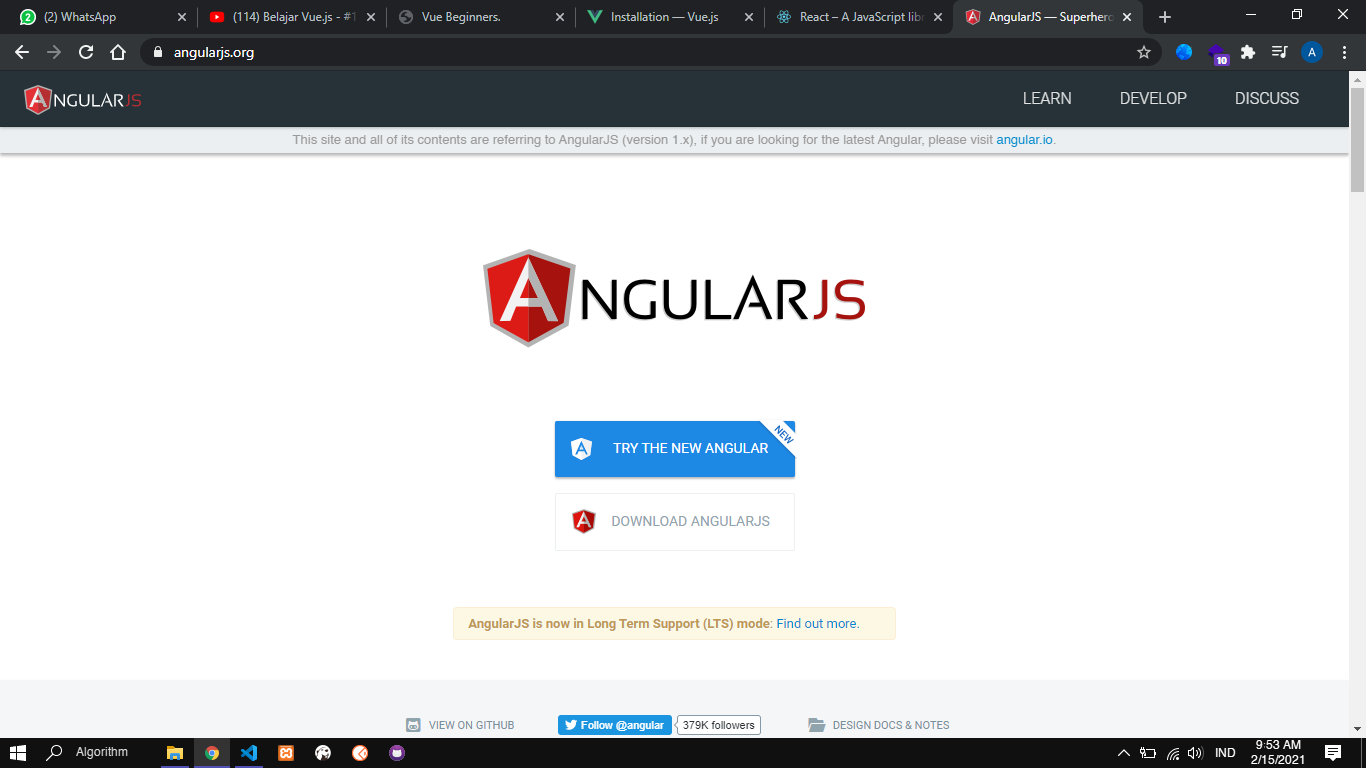 (2) WhatsApp
(114) Belajar Vue.js - #1
Vue Beginners.
Installation — Vue.js
React – A JavaScript libr
AngularJS — Superhero
angularjs.org
10
A
ANGULARJS
LEARN
DEVELOP
DISCUSS
This site and all of its contents are referring to AngularJS (version 1.x), if you are looking for the latest Angular, please visit angular.io.
ANGULARJS
TRY THE NEW ANGULAR
NEW
DOWNLOAD ANGULARJS
AngularJS is now in Long Term Support (LTS) mode: Find out more.
VIEW ON GITHUB
Follow @angular
379K followers
DESIGN DOCS & NOTES
Algorithm
IND
9:53 AM
2/15/2021